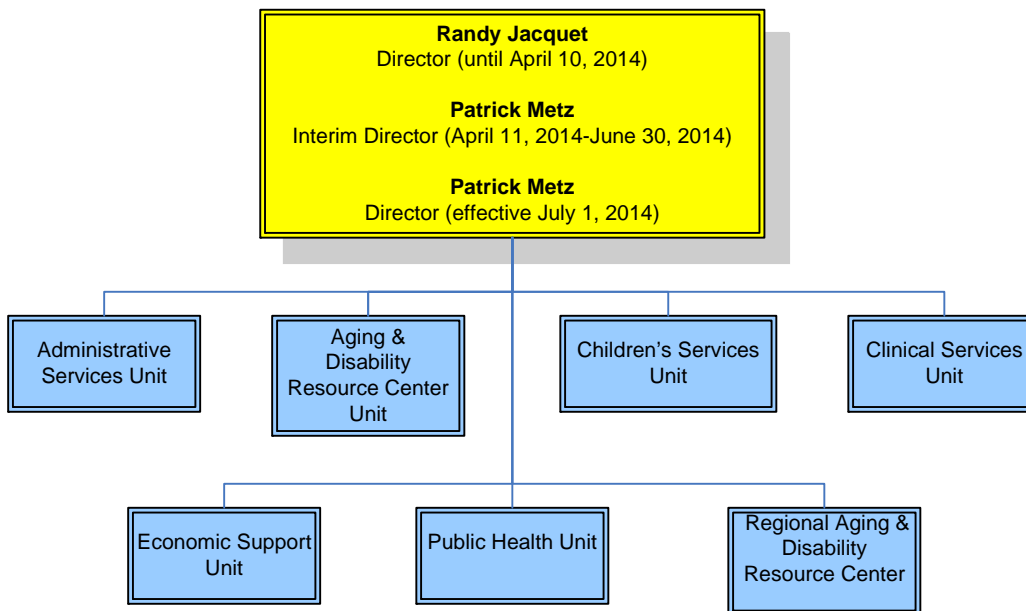 Randy Jacquet
Director (until April 10, 2014)
Patrick Metz
Interim Director (April 11, 2014-June 30, 2014)
Patrick Metz
Director (effective July 1, 2014)
Administrative
Services Unit
Aging &
Disability
Resource Center
Unit
Children's Services
Unit
Clinical Services
Unit
Economic Support
Unit
Public Health Unit
Regional Aging &
Disability
Resource Center